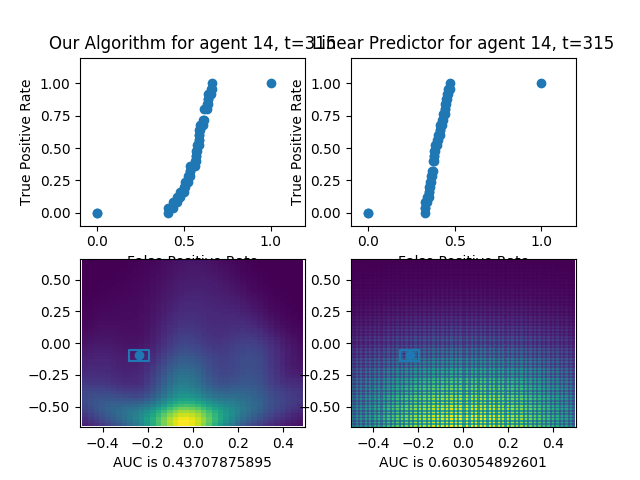 Our Algorithm for agent 14, t=315
Linear Predictor for agent 14, t=315
True Positive Rate
1.00
0.75
0.50
0.25
0.00
0.0 0.5 1.0
False Positive Rate
True Positive Rate
1.00
0.75
0.50
0.25
0.00
0.0 0.5 1.0
False Positive Rate
0.50
0.25
0.00
−0.25
−0.50
−0.4 −0.2 0.0 0.2 0.4
AUC is 0.43707875895
0.50
0.25
0.00
−0.25
−0.50
−0.4 −0.2 0.0 0.2 0.4
AUC is 0.603054892601